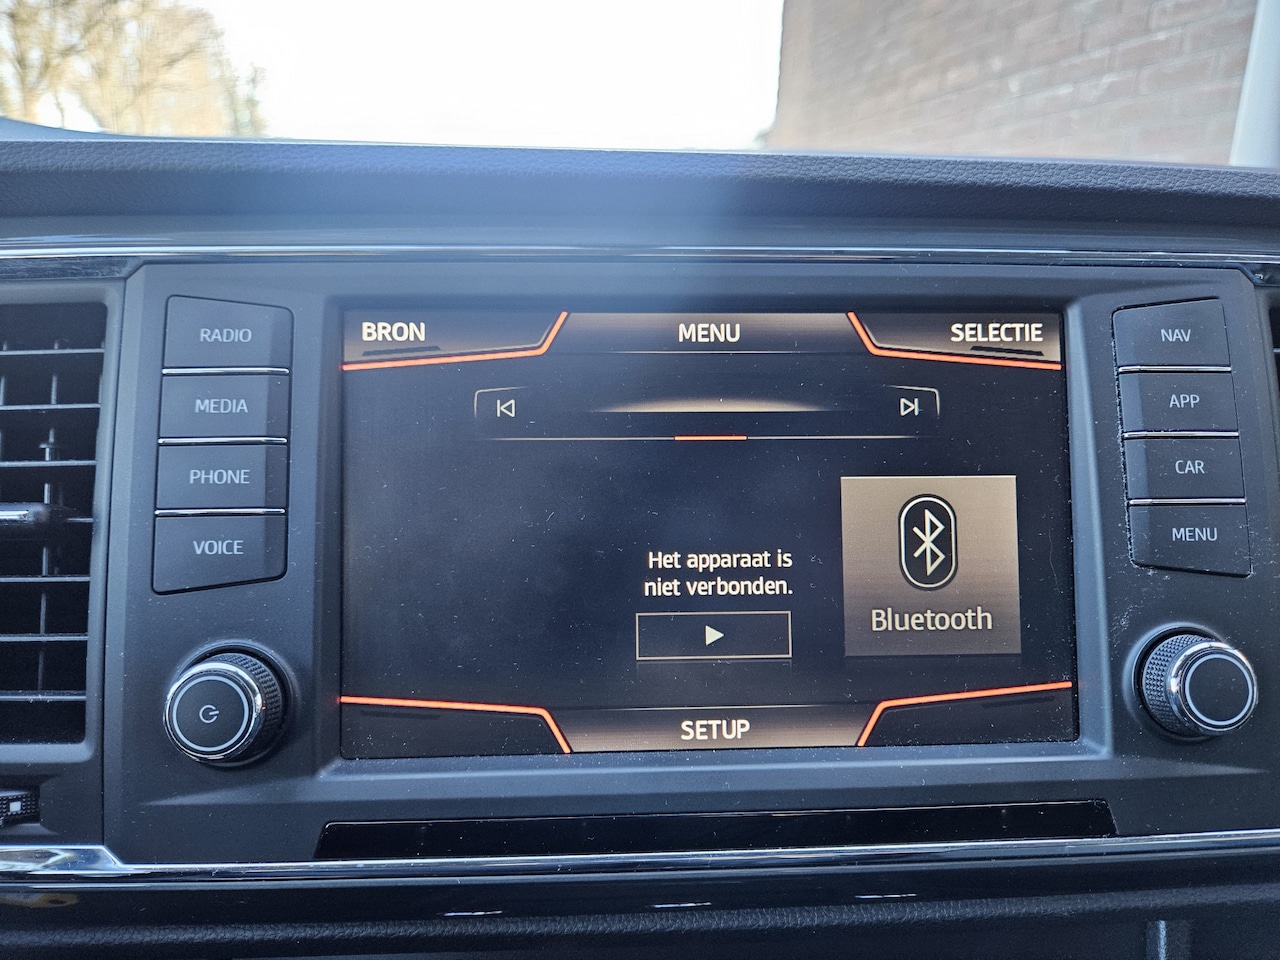 RADIO
MEDIA
PHONE
VOICE
BRON
MENU
SELECTIE
Het apparaat is
niet verbonden.
Bluetooth
SETUP
NAV
APP
CAR
MENU